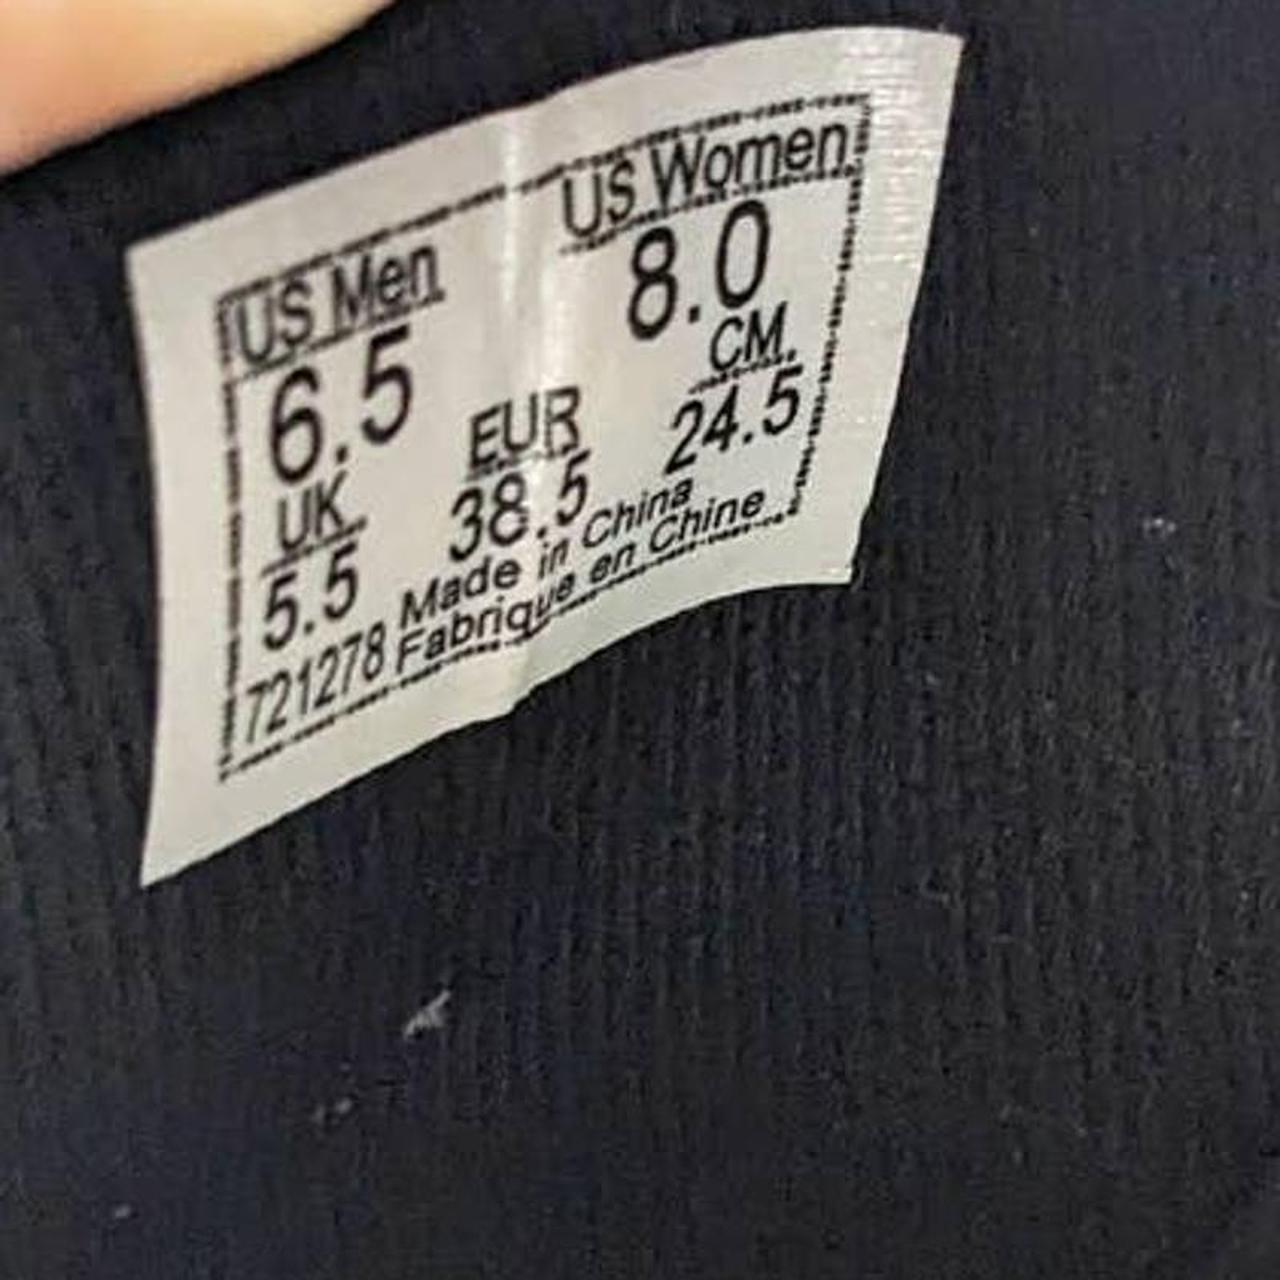 US Men US Women
6.5 8.0
UK EUR CM
5.5 38.5 24.5
721278 Made in China
Fabrique en Chine